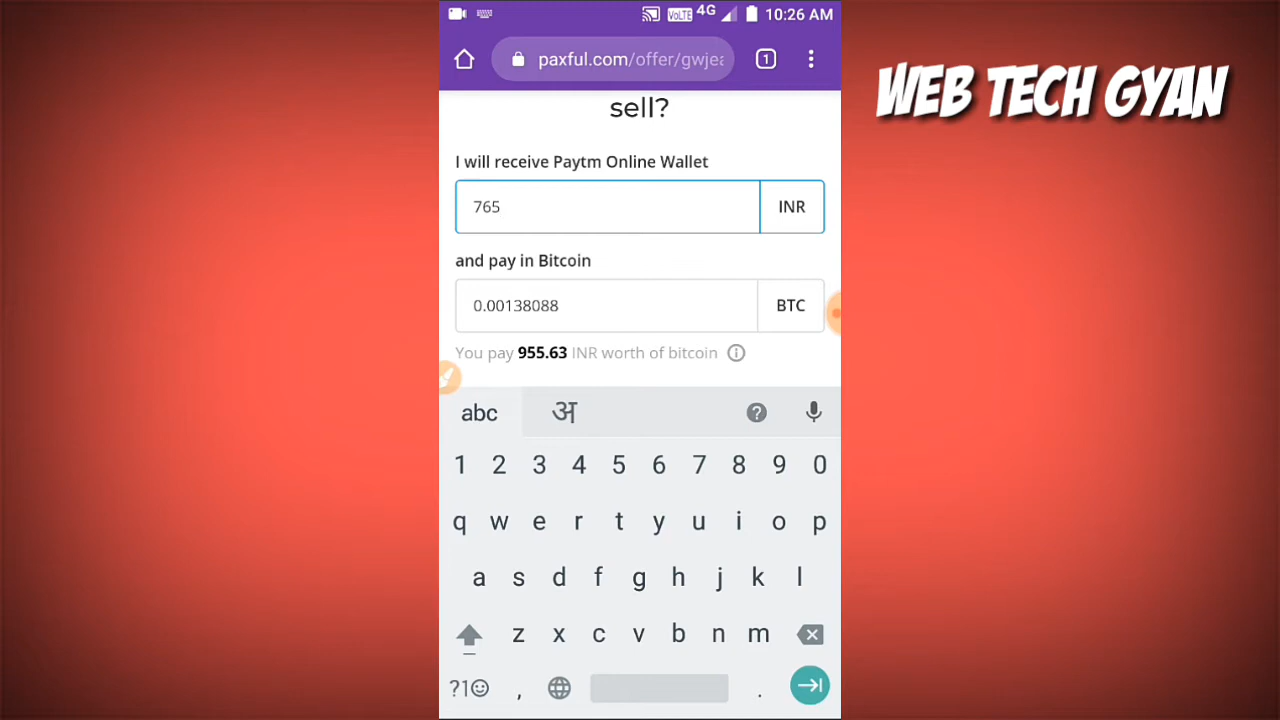 VoLTE 4G 10:26 AM
paxful.com/offer/gwjea
1
WEB TECH GYAN
sell?
I will receive Paytm Online Wallet
765 INR
and pay in Bitcoin
0.00138088 BTC
You pay 955.63 INR worth of bitcoin
abc अ ?
1 2 3 4 5 6 7 8 9 0
q w e r t y u i o p
a s d f g h j k l
z x c v b n m
?1☺ , .